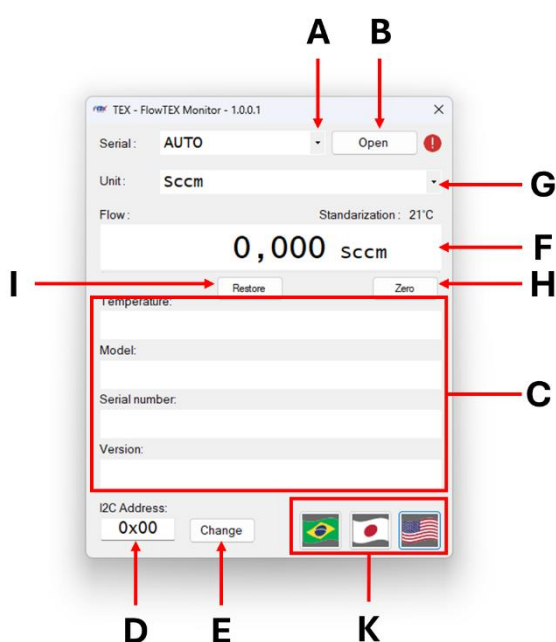 A B
TEX - FlowTEX Monitor - 1.0.0.1
Serial: AUTO Open
Unit: Sccm
G
Flow: Standarization: 21°C
0,000 Sccm
F
I Restore Zero H
Temperature:
Model:
C
Serial number:
Version:
I2C Address:
0x00 Change
D E K